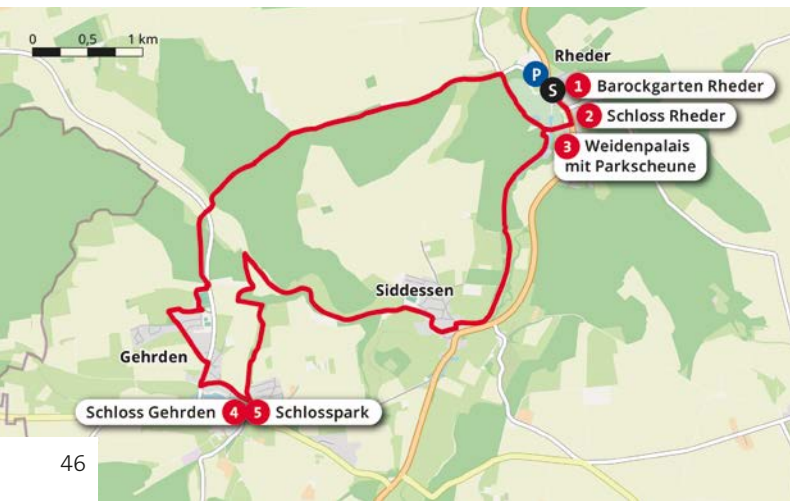 0 0,5 1 km
Rheder
P
S
1 Barockgarten Rheder
2 Schloss Rheder
3 Weidenpalais
mit Parkscheune
Siddessen
Gehrden
Schloss Gehrden 4 5 Schlosspark
46